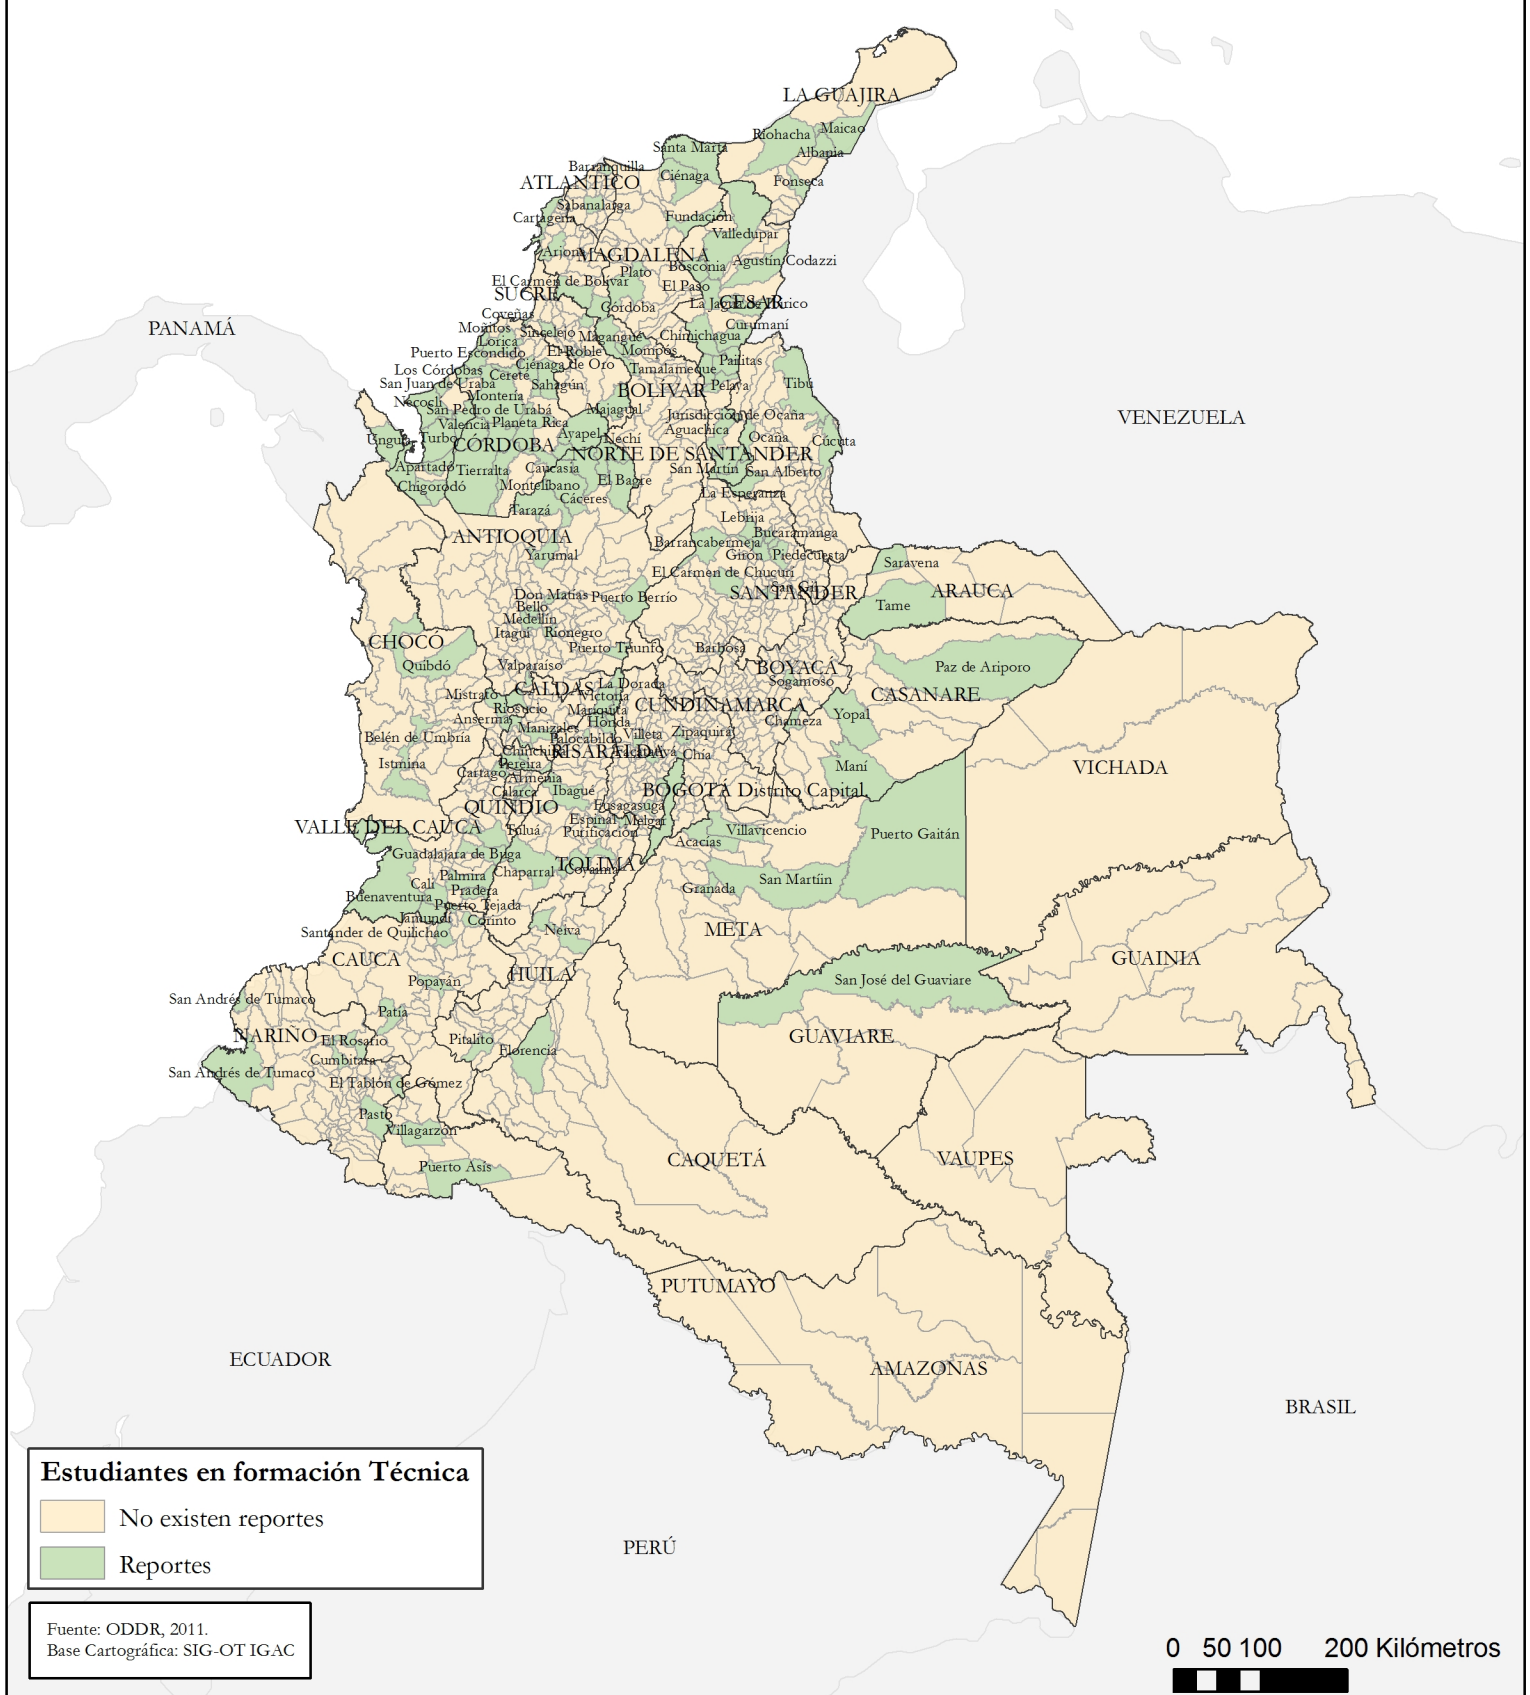 LA GUAJIRA
Riohacha
Maicao
Albania
Santa Marta
Barranquilla
ATLANTICO
Ciénaga
Fonseca
Sabanalarga
Cartagena
Fundación
Valledupar
Arjona
MAGDALENA
Bosconia
Agustín Codazzi
Plato
El Carmen de Bolívar
El Paso
SUCRE
CESAR
Córdoba
Coveñas
Curumaní
PANAMÁ
Moñitos
Sincelejo
Magangué
Chimichagua
Lorica
Puerto Escondido
El Roble
Mompós
Pailitas
Ciénaga de Oro
Los Córdobas
Cereté
Tamalameque
San Juan de Urabá
Sahagún
Pelaya
Tibú
BOLÍVAR
Montería
Necoclí
San Pedro de Urabá
Majagual
Jurisdicción de Ocaña
VENEZUELA
Valencia
Planeta Rica
Aguachica
Unguía
Turbo
CÓRDOBA
Ayapel
Nechí
Ocaña
Cúcuta
NORTE DE SANTANDER
Apartadó
Tierralta
Caucasia
San Martín
San Alberto
Chigorodó
Montelíbano
El Bagre
Cáceres
La Esperanza
Tarazá
Lebrija
ANTIOQUIA
Bucaramanga
Barrancabermeja
Yarumal
Girón
Piedecuesta
Saravena
El Carmen de Chucurí
San Gil
SANTANDER
ARAUCA
Don Matías
Puerto Berrío
Bello
Tame
Medellín
Itagui
Rionegro
CHOCÓ
Puerto Triunfo
Barbosa
Quibdó
Valparaíso
BOYACÁ
Paz de Ariporo
Sogamoso
La Dorada
CALDAS
Mistrató
Victoria
CASANARE
Riosucio
Mariquita
CUNDINAMARCA
Anserma
Honda
Chameza
Yopal
Manizales
Palocabildo
Villeta
Zipaquirá
Belén de Umbría
Chinchiná
RISARALDA
Chía
Istmina
Pereira
Maní
VICHADA
Cartago
Armenia
Calarcá
Ibagué
BOGOTÁ Distrito Capital
QUINDIO
Fusagasugá
Espinal
Melgar
VALLE DEL CAUCA
Tuluá
Purificación
Villavicencio
Puerto Gaitán
Acacías
Guadalajara de Buga
TOLIMA
Chaparral
Coyaima
Palmira
San Martíin
Cali
Pradera
Granada
Buenaventura
Puerto Tejada
Jamundí
Corinto
Santander de Quilichao
Neiva
META
CAUCA
GUAINIA
HUILA
Popayán
San José del Guaviare
San Andrés de Tumaco
Patía
NARIÑO
El Rosario
Pitalito
GUAVIARE
Cumbitara
Florencia
San Andrés de Tumaco
El Tablón de Gómez
Pasto
Villagarzón
CAQUETÁ
VAUPES
Puerto Asís
PUTUMAYO
ECUADOR
AMAZONAS
BRASIL
PERÚ
Estudiantes en formación Técnica
No existen reportes
Reportes
Fuente: ODDR, 2011.
Base Cartográfica: SIG-OT IGAC
0 50 100 200 Kilómetros